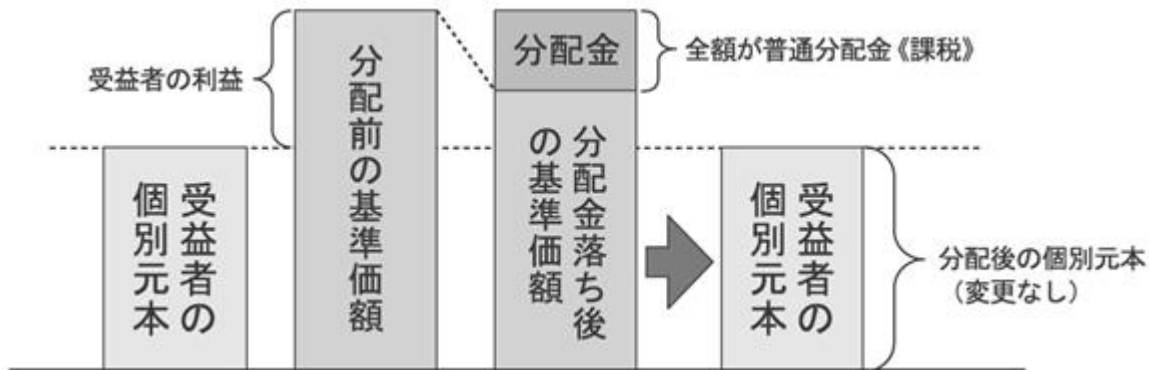 受益者の利益
受益者の
個別元本
分配前の基準価額
分配金
全額が普通分配金《課税》
分配金落ち後
の基準価額
受益者の
個別元本
分配後の個別元本
（変更なし）